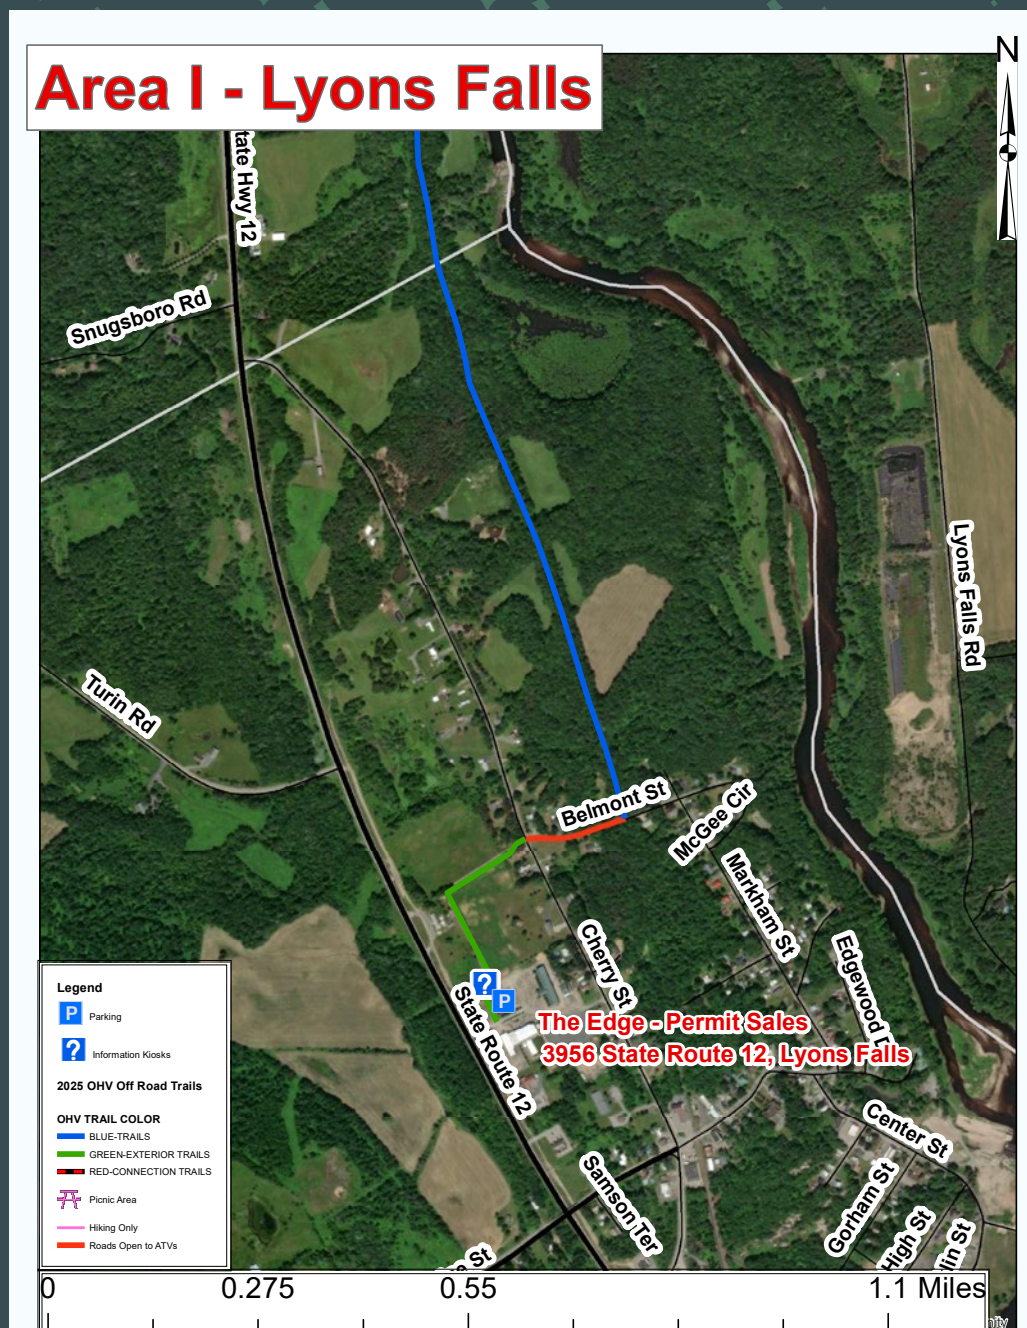 Area I - Lyons Falls
N
tate Hwy 12
Snugsboro Rd
Lyons Falls Rd
Turin Rd
Belmont St
McGee Cir
Markham St
Cherry St
Edgewood D
State Route 12
The Edge - Permit Sales
3956 State Route 12, Lyons Falls
Center St
Samson Ter
Gorham St
High St
lin St
St
Legend
P Parking
? Information Kiosks
2025 OHV Off Road Trails
OHV TRAIL COLOR
BLUE-TRAILS
GREEN-EXTERIOR TRAILS
RED-CONNECTION TRAILS
Picnic Area
Hiking Only
Roads Open to ATVs
?
P
0 0.275 0.55 1.1 Miles